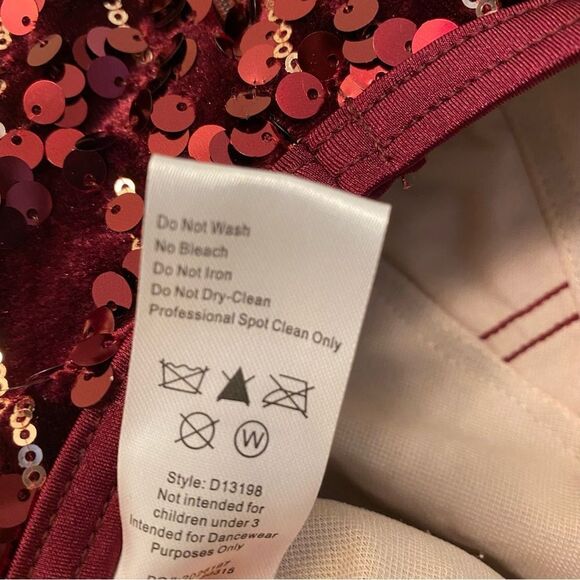 Do Not Wash
No Bleach
Do Not Iron
Do Not Dry-Clean
Professional Spot Clean Only
W
Style: D13198
Not intended for
children under 3
Intended for Dancewear
Purposes Only